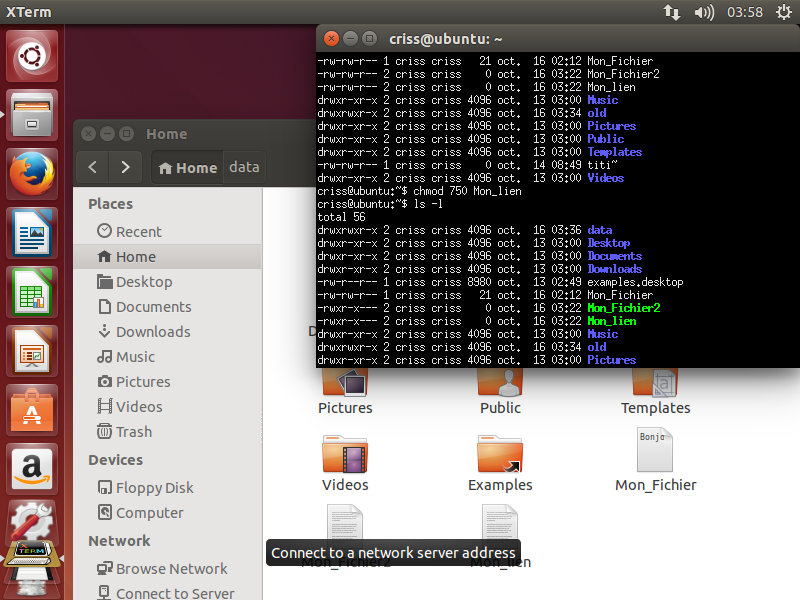 XTerm
03:58
criss@ubuntu: ~
-rw-rw-r-- 1 criss criss 21 oct. 16 02:12 Mon_Fichier
-rw-rw-r-- 2 criss criss 0 oct. 16 03:22 Mon_Fichier2
-rw-rw-r-- 2 criss criss 0 oct. 16 03:22 Mon_lien
drwxr-xr-x 2 criss criss 4096 oct. 13 03:00 Music
drwxr-xr-x 2 criss criss 4096 oct. 16 03:34 old
drwxr-xr-x 2 criss criss 4096 oct. 13 03:00 Pictures
drwxr-xr-x 2 criss criss 4096 oct. 13 03:00 Public
drwxr-xr-x 2 criss criss 4096 oct. 13 03:00 Templates
-rw-rw-r-- 1 criss criss 0 oct. 14 08:49 titi~
drwxr-xr-x 2 criss criss 4096 oct. 13 03:00 Videos
criss@ubuntu:~$ chmod 750 Mon_lien
criss@ubuntu:~$ ls -l
total 56
drwxrwxr-x 2 criss criss 4096 oct. 16 03:36 data
drwxr-xr-x 2 criss criss 4096 oct. 13 03:00 Desktop
drwxr-xr-x 2 criss criss 4096 oct. 13 03:00 Documents
drwxr-xr-x 2 criss criss 4096 oct. 13 03:00 Downloads
-rw-r--r-- 1 criss criss 8980 oct. 13 02:49 examples.desktop
-rw-rw-r-- 1 criss criss 21 oct. 16 02:12 Mon_Fichier
-rwxr-x--- 2 criss criss 0 oct. 16 03:22 Mon_Fichier2
-rwxr-x--- 2 criss criss 0 oct. 16 03:22 Mon_lien
drwxr-xr-x 2 criss criss 4096 oct. 13 03:00 Music
drwxr-xr-x 2 criss criss 4096 oct. 16 03:34 old
drwxr-xr-x 2 criss criss 4096 oct. 13 03:00 Pictures
Home
Home data
Places
Recent
Home
Desktop
Documents
Downloads
Music
Pictures
Videos
Trash
Devices
Floppy Disk
Computer
Network
Browse Network
Connect to Server
D
Pictures Public Templates
Bonjo
Videos Examples Mon_Fichier
Mon_Fichier2 Mon_lien
Connect to a network server address
a
XTERM